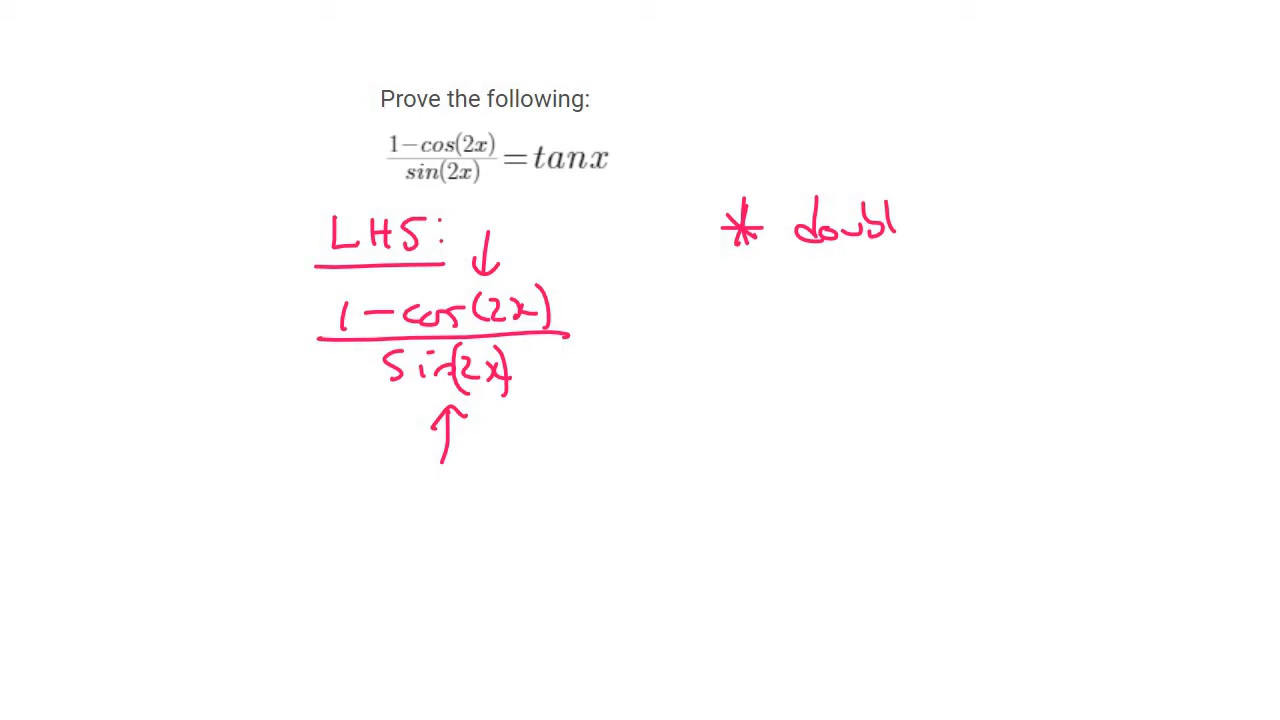 Prove the following:
1-cos(2x)
sin(2x)
=tanx
LHS:
* doubl
1-cos(2x)
Sin(2x)